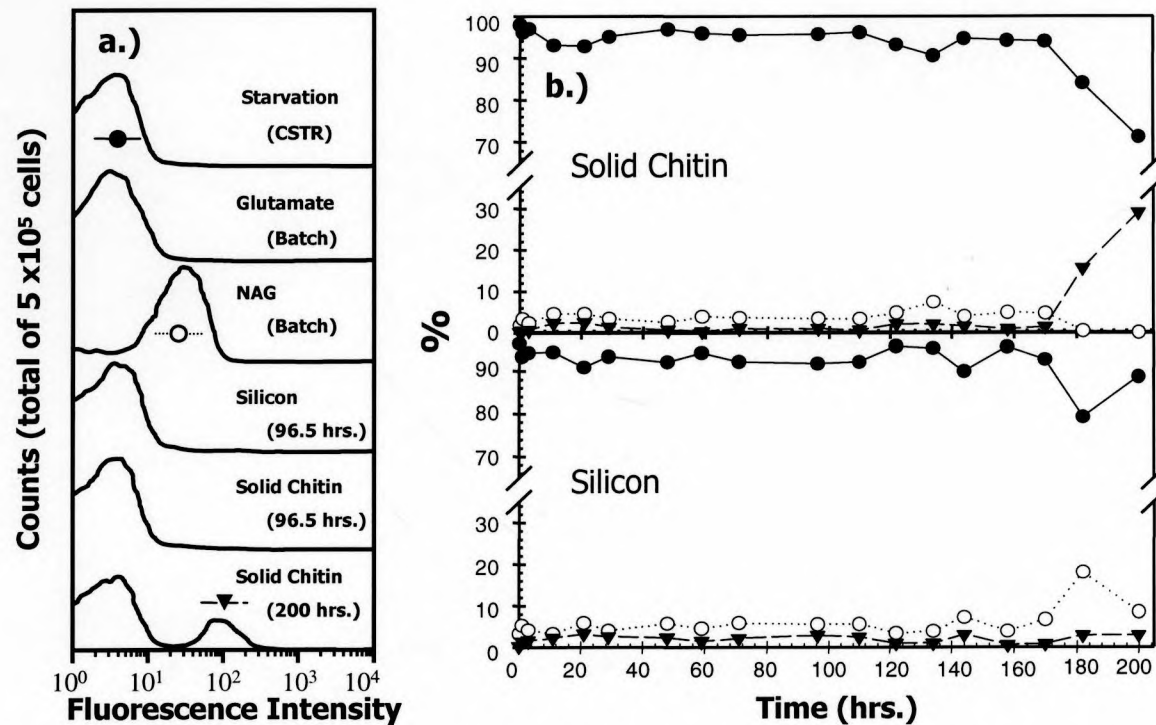 a.)
Counts (total of 5 x10⁵ cells)
Starvation
(CSTR)
Glutamate
(Batch)
NAG
(Batch)
Silicon
(96.5 hrs.)
Solid Chitin
(96.5 hrs.)
Solid Chitin
(200 hrs.)
10⁰ 10¹ 10² 10³ 10⁴
Fluorescence Intensity
b.)
%
100
90
80
70
Solid Chitin
30
20
10
0
90
80
70
Silicon
30
20
10
0
0 20 40 60 80 100 120 140 160 180 200
Time (hrs.)